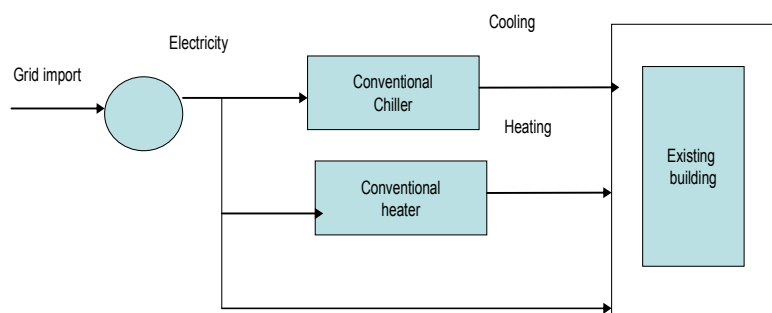 Cooling
Electricity
Grid import
Conventional
Chiller
Heating
Existing
building
Conventional
heater